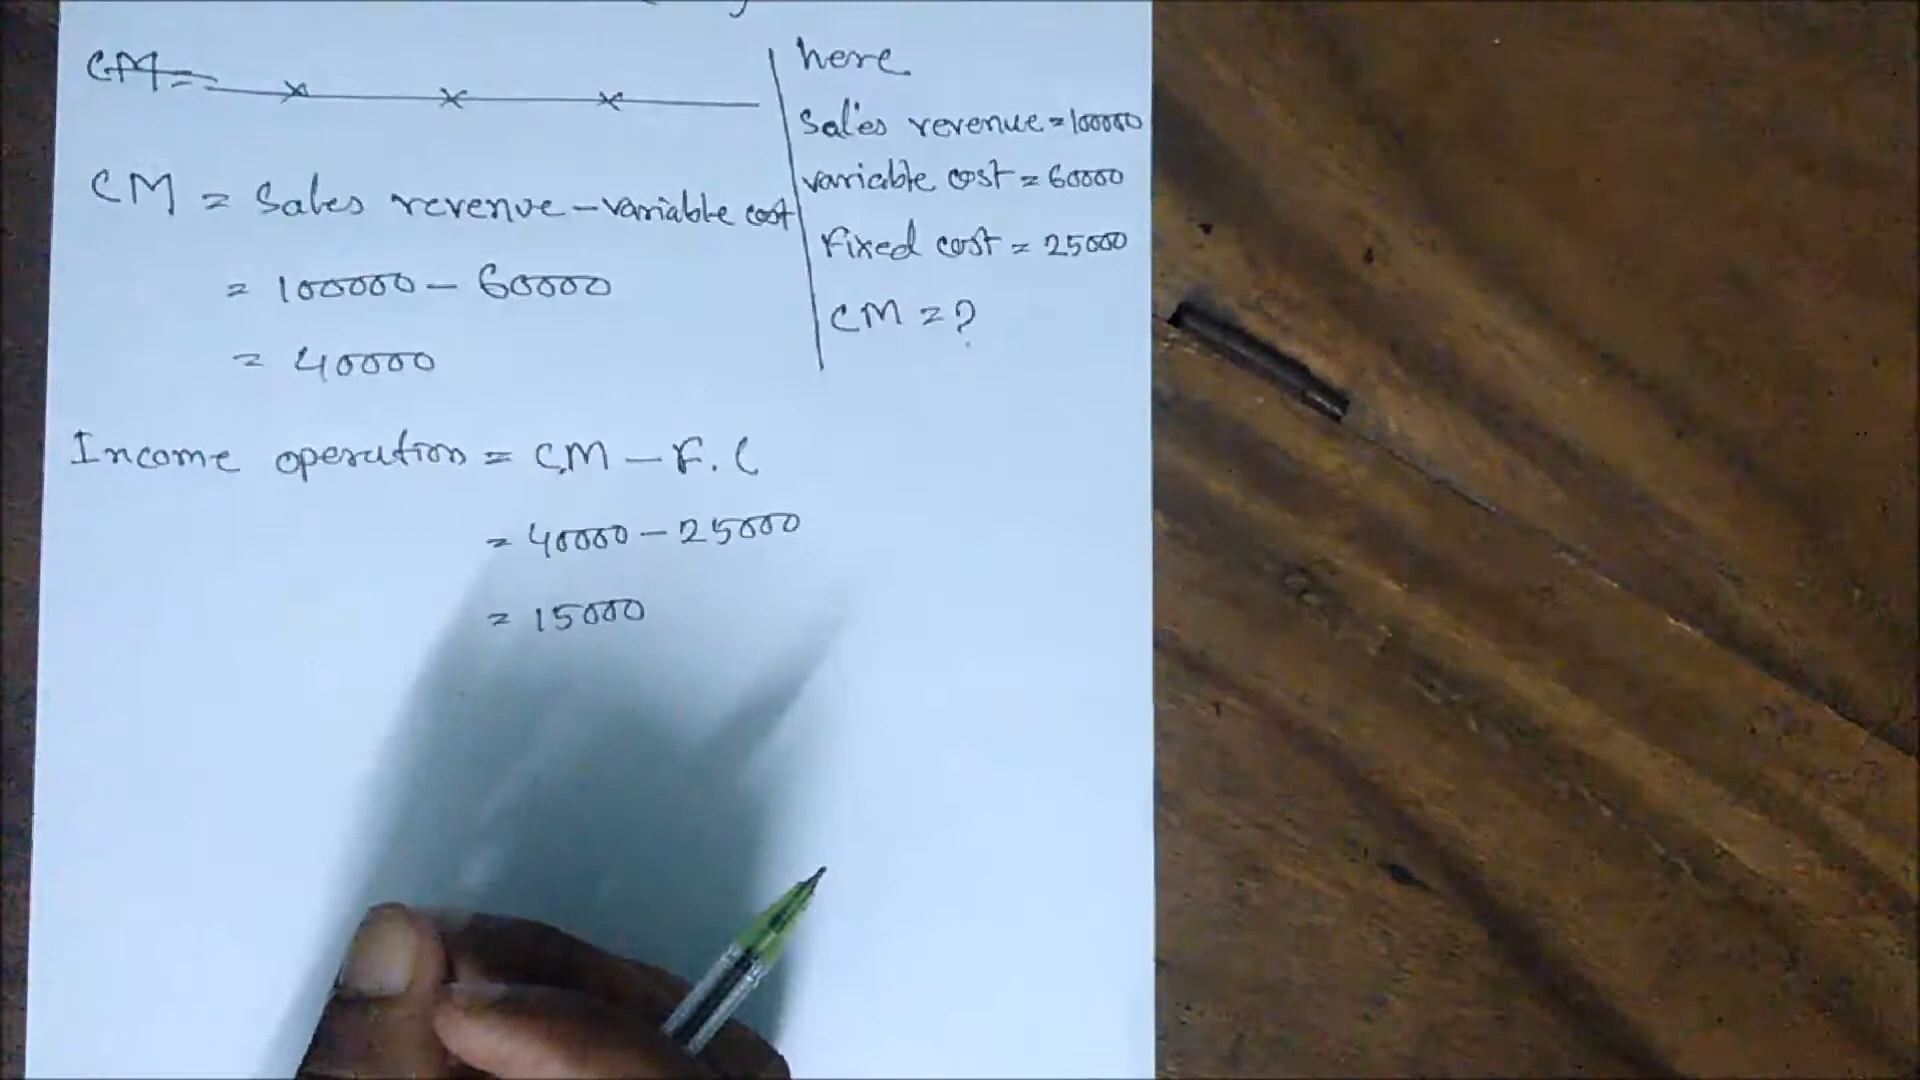 CM =
CM = Sales revenue - variable cost
= 100000 - 60000
= 40000
here
Sales revenue = 100000
variable cost = 60000
Fixed cost = 25000
CM = ?
Income operation = CM - F.C
= 40000 - 25000
= 15000